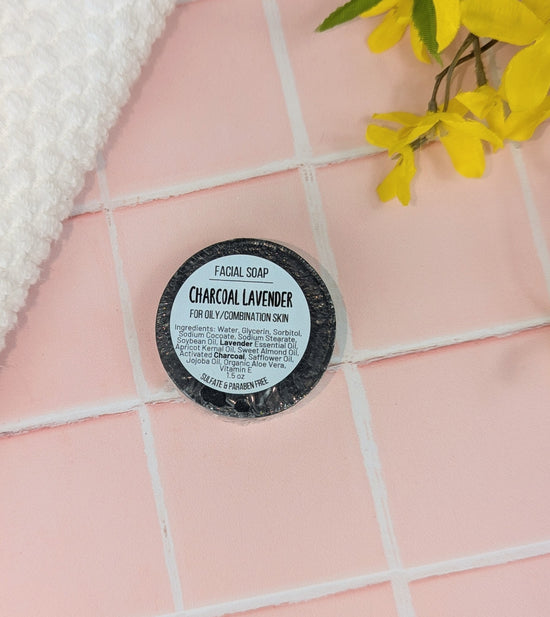 FACIAL SOAP
CHARCOAL LAVENDER
FOR OILY/COMBINATION SKIN
Ingredients: Water, Glycerin, Sorbitol,
Sodium Cocoate, Sodium Stearate,
Soybean Oil, Lavender Essential Oil,
Apricot Kernal Oil, Sweet Almond Oil,
Activated Charcoal, Safflower Oil,
Jojoba Oil, Organic Aloe Vera,
Vitamin E
1.5 oz
SULFATE & PARABEN FREE